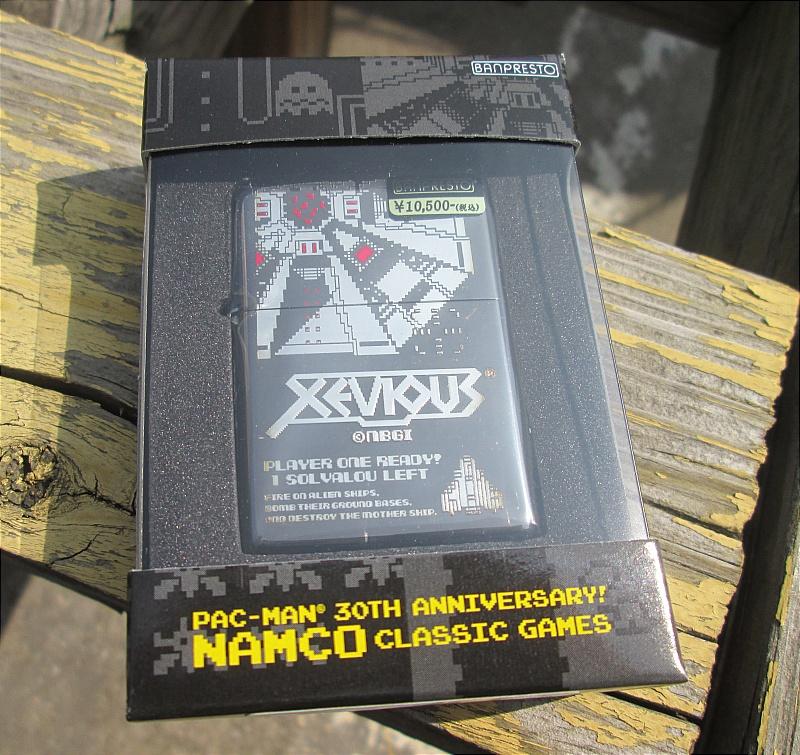 BANPRESTO
BANPRESTO
¥10,500-(税込)
XEVIOUS®
©NBGI
PLAYER ONE READY?
1 SOLVALOU LEFT
FIRE ON ALIEN SHIPS,
BOMB THEIR GROUND BASES,
AND DESTROY THE MOTHER SHIP.
PAC-MAN® 30TH ANNIVERSARY!
NAMCO CLASSIC GAMES